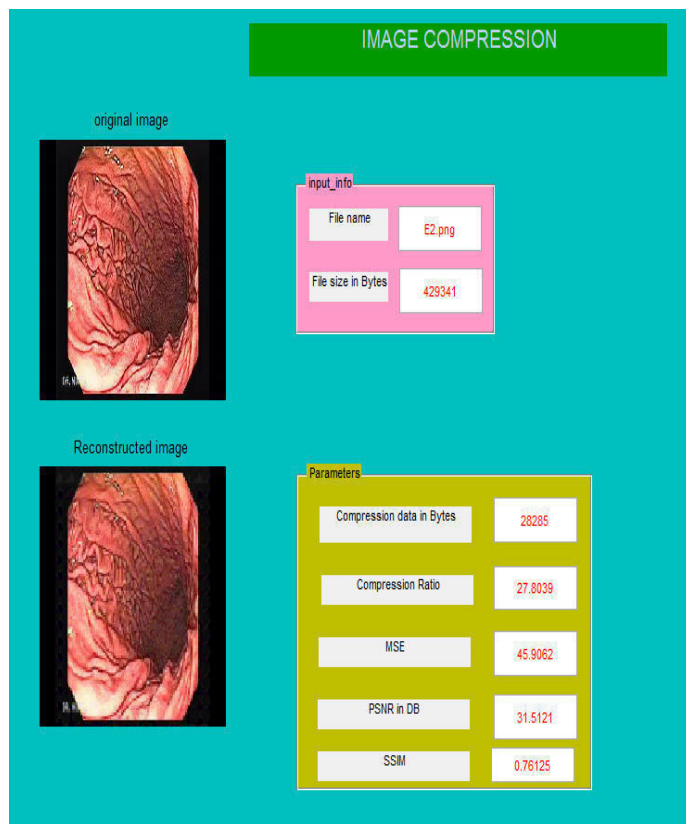 IMAGE COMPRESSION
original image
input_info
File name
E2.png
File size in Bytes
429341
Reconstructed image
Parameters
Compression data in Bytes
28285
Compression Ratio
27.8039
MSE
45.9062
PSNR in DB
31.5121
SSIM
0.76125